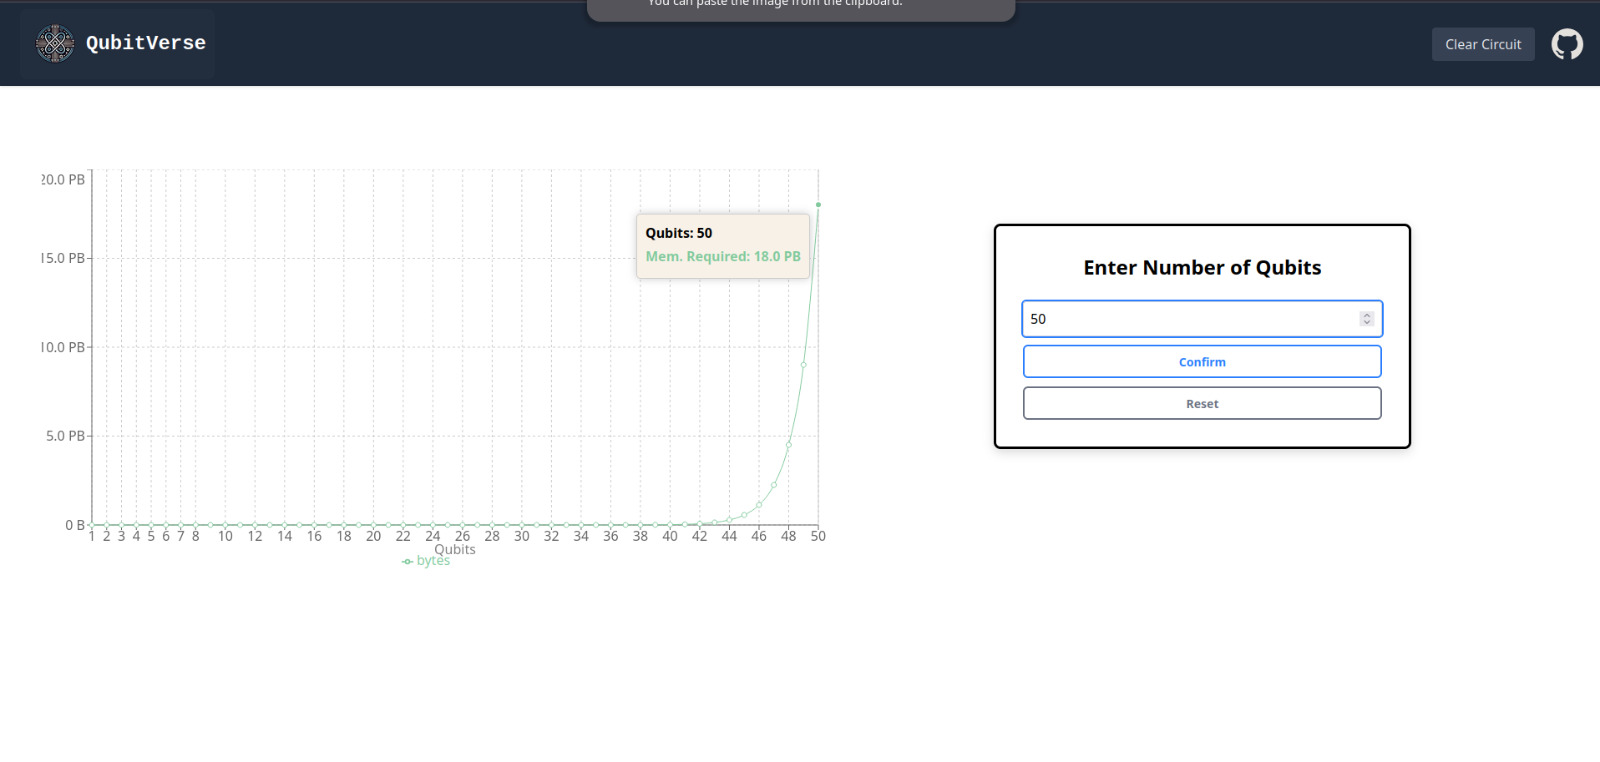 You can paste the image from the clipboard.
QubitVerse
Clear Circuit
20.0 PB
15.0 PB
10.0 PB
5.0 PB
0 B
Qubits: 50
Mem. Required: 18.0 PB
1 2 3 4 5 6 7 8 10 12 14 16 18 20 22 24 26 28 30 32 34 36 38 40 42 44 46 48 50
Qubits
bytes
Enter Number of Qubits
50
Confirm
Reset